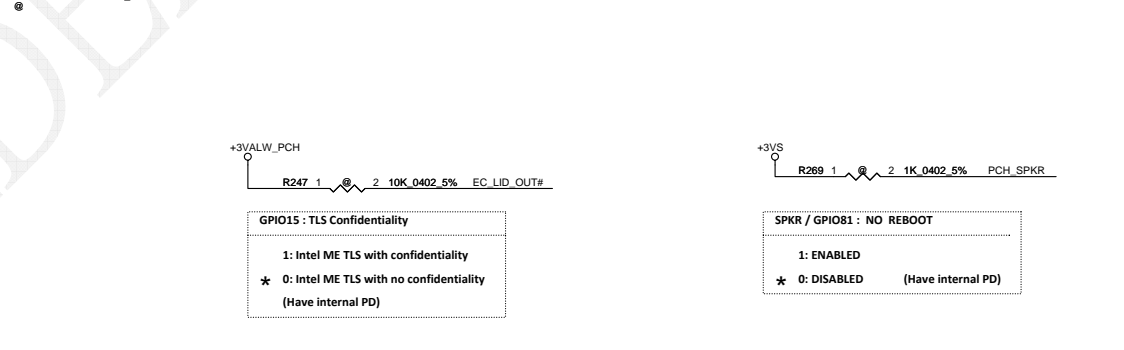 @
+3VALW_PCH
R247 1 @ 2 10K_0402_5% EC_LID_OUT#
GPIO15 : TLS Confidentiality
1: Intel ME TLS with confidentiality
* 0: Intel ME TLS with no confidentiality
(Have internal PD)
+3VS
R269 1 @ 2 1K_0402_5% PCH_SPKR
SPKR / GPIO81 : NO REBOOT
1: ENABLED
* 0: DISABLED (Have internal PD)